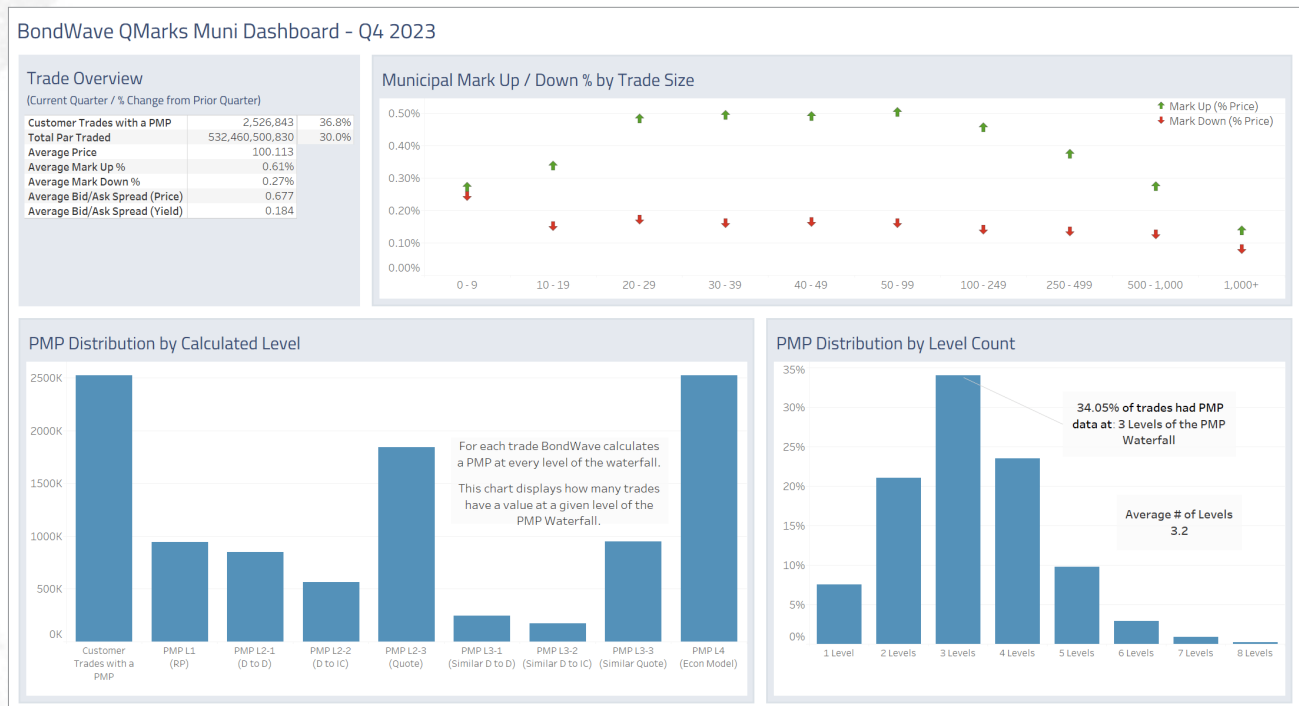 BondWave QMarks Muni Dashboard - Q4 2023
Trade Overview
(Current Quarter / % Change from Prior Quarter)
Customer Trades with a PMP 2,526,843 36.8%
Total Par Traded 532,460,500,830 30.0%
Average Price 100.113
Average Mark Up % 0.61%
Average Mark Down % 0.27%
Average Bid/Ask Spread (Price) 0.677
Average Bid/Ask Spread (Yield) 0.184
Municipal Mark Up / Down % by Trade Size
Mark Up (% Price)
Mark Down (% Price)
0.50%
0.40%
0.30%
0.20%
0.10%
0.00%
0 - 9 10 - 19 20 - 29 30 - 39 40 - 49 50 - 99 100 - 249 250 - 499 500 - 1,000 1,000+
PMP Distribution by Calculated Level
2500K
2000K
1500K
1000K
500K
0K
For each trade BondWave calculates
a PMP at every level of the waterfall.
This chart displays how many trades
have a value at a given level of the
PMP Waterfall.
Customer PMP L1 PMP L2-1 PMP L2-2 PMP L2-3 PMP L3-1 PMP L3-2 PMP L3-3 PMP L4
Trades with a (RP) (D to D) (D to IC) (Quote) (Similar D to D) (Similar D to IC) (Similar Quote) (Econ Model)
PMP
PMP Distribution by Level Count
35%
30%
25%
20%
15%
10%
5%
0%
34.05% of trades had PMP
data at: 3 Levels of the PMP
Waterfall
Average # of Levels
3.2
1 Level 2 Levels 3 Levels 4 Levels 5 Levels 6 Levels 7 Levels 8 Levels